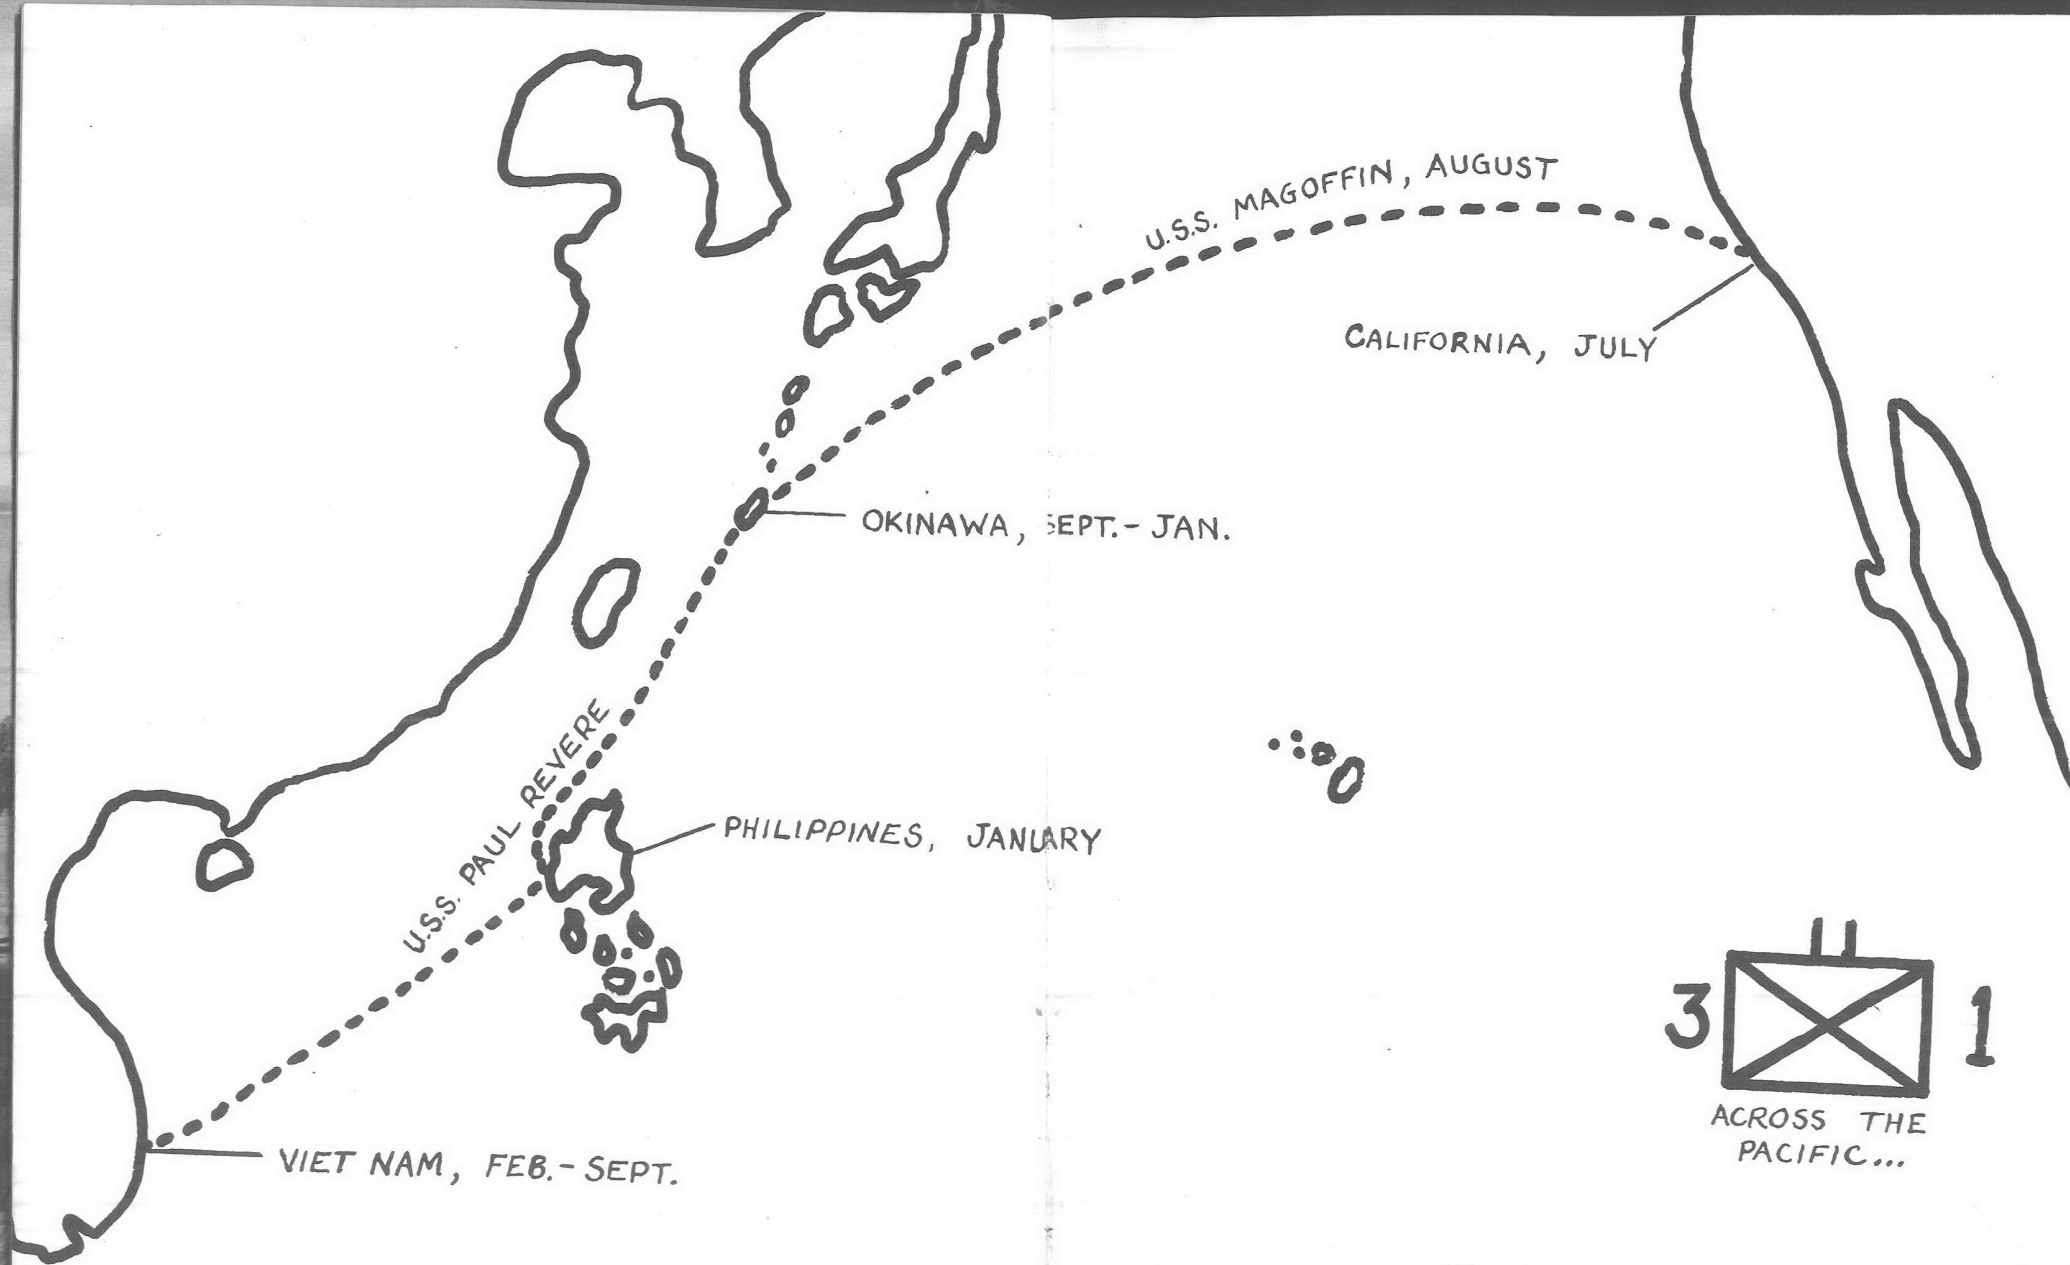 U.S.S. MAGOFFIN, AUGUST
CALIFORNIA, JULY
OKINAWA, SEPT.- JAN.
U.S.S. PAUL REVERE
PHILIPPINES, JANUARY
VIET NAM, FEB.- SEPT.
3 1
ACROSS THE
PACIFIC...